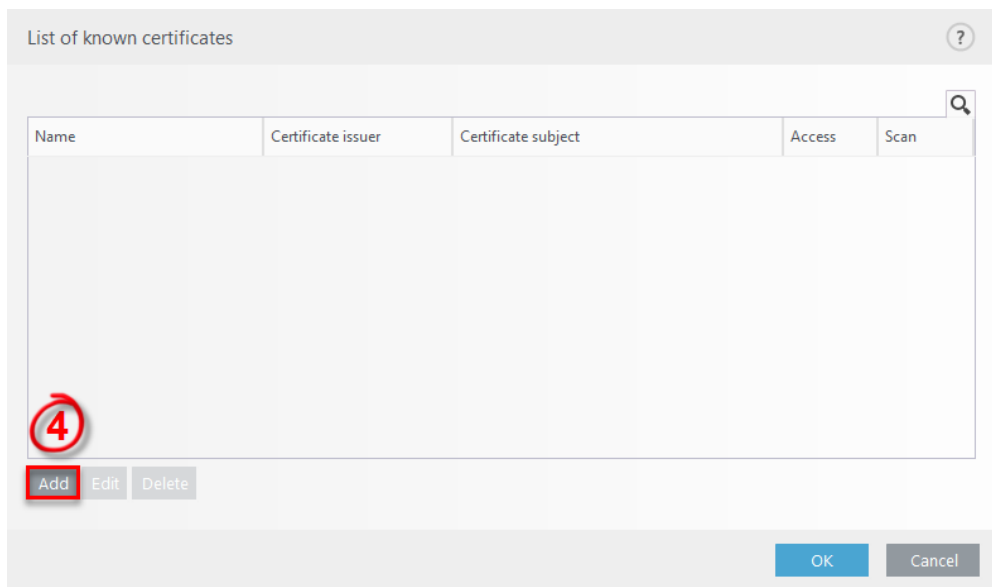 List of known certificates ?
Name Certificate issuer Certificate subject Access Scan
4
Add Edit Delete
OK Cancel